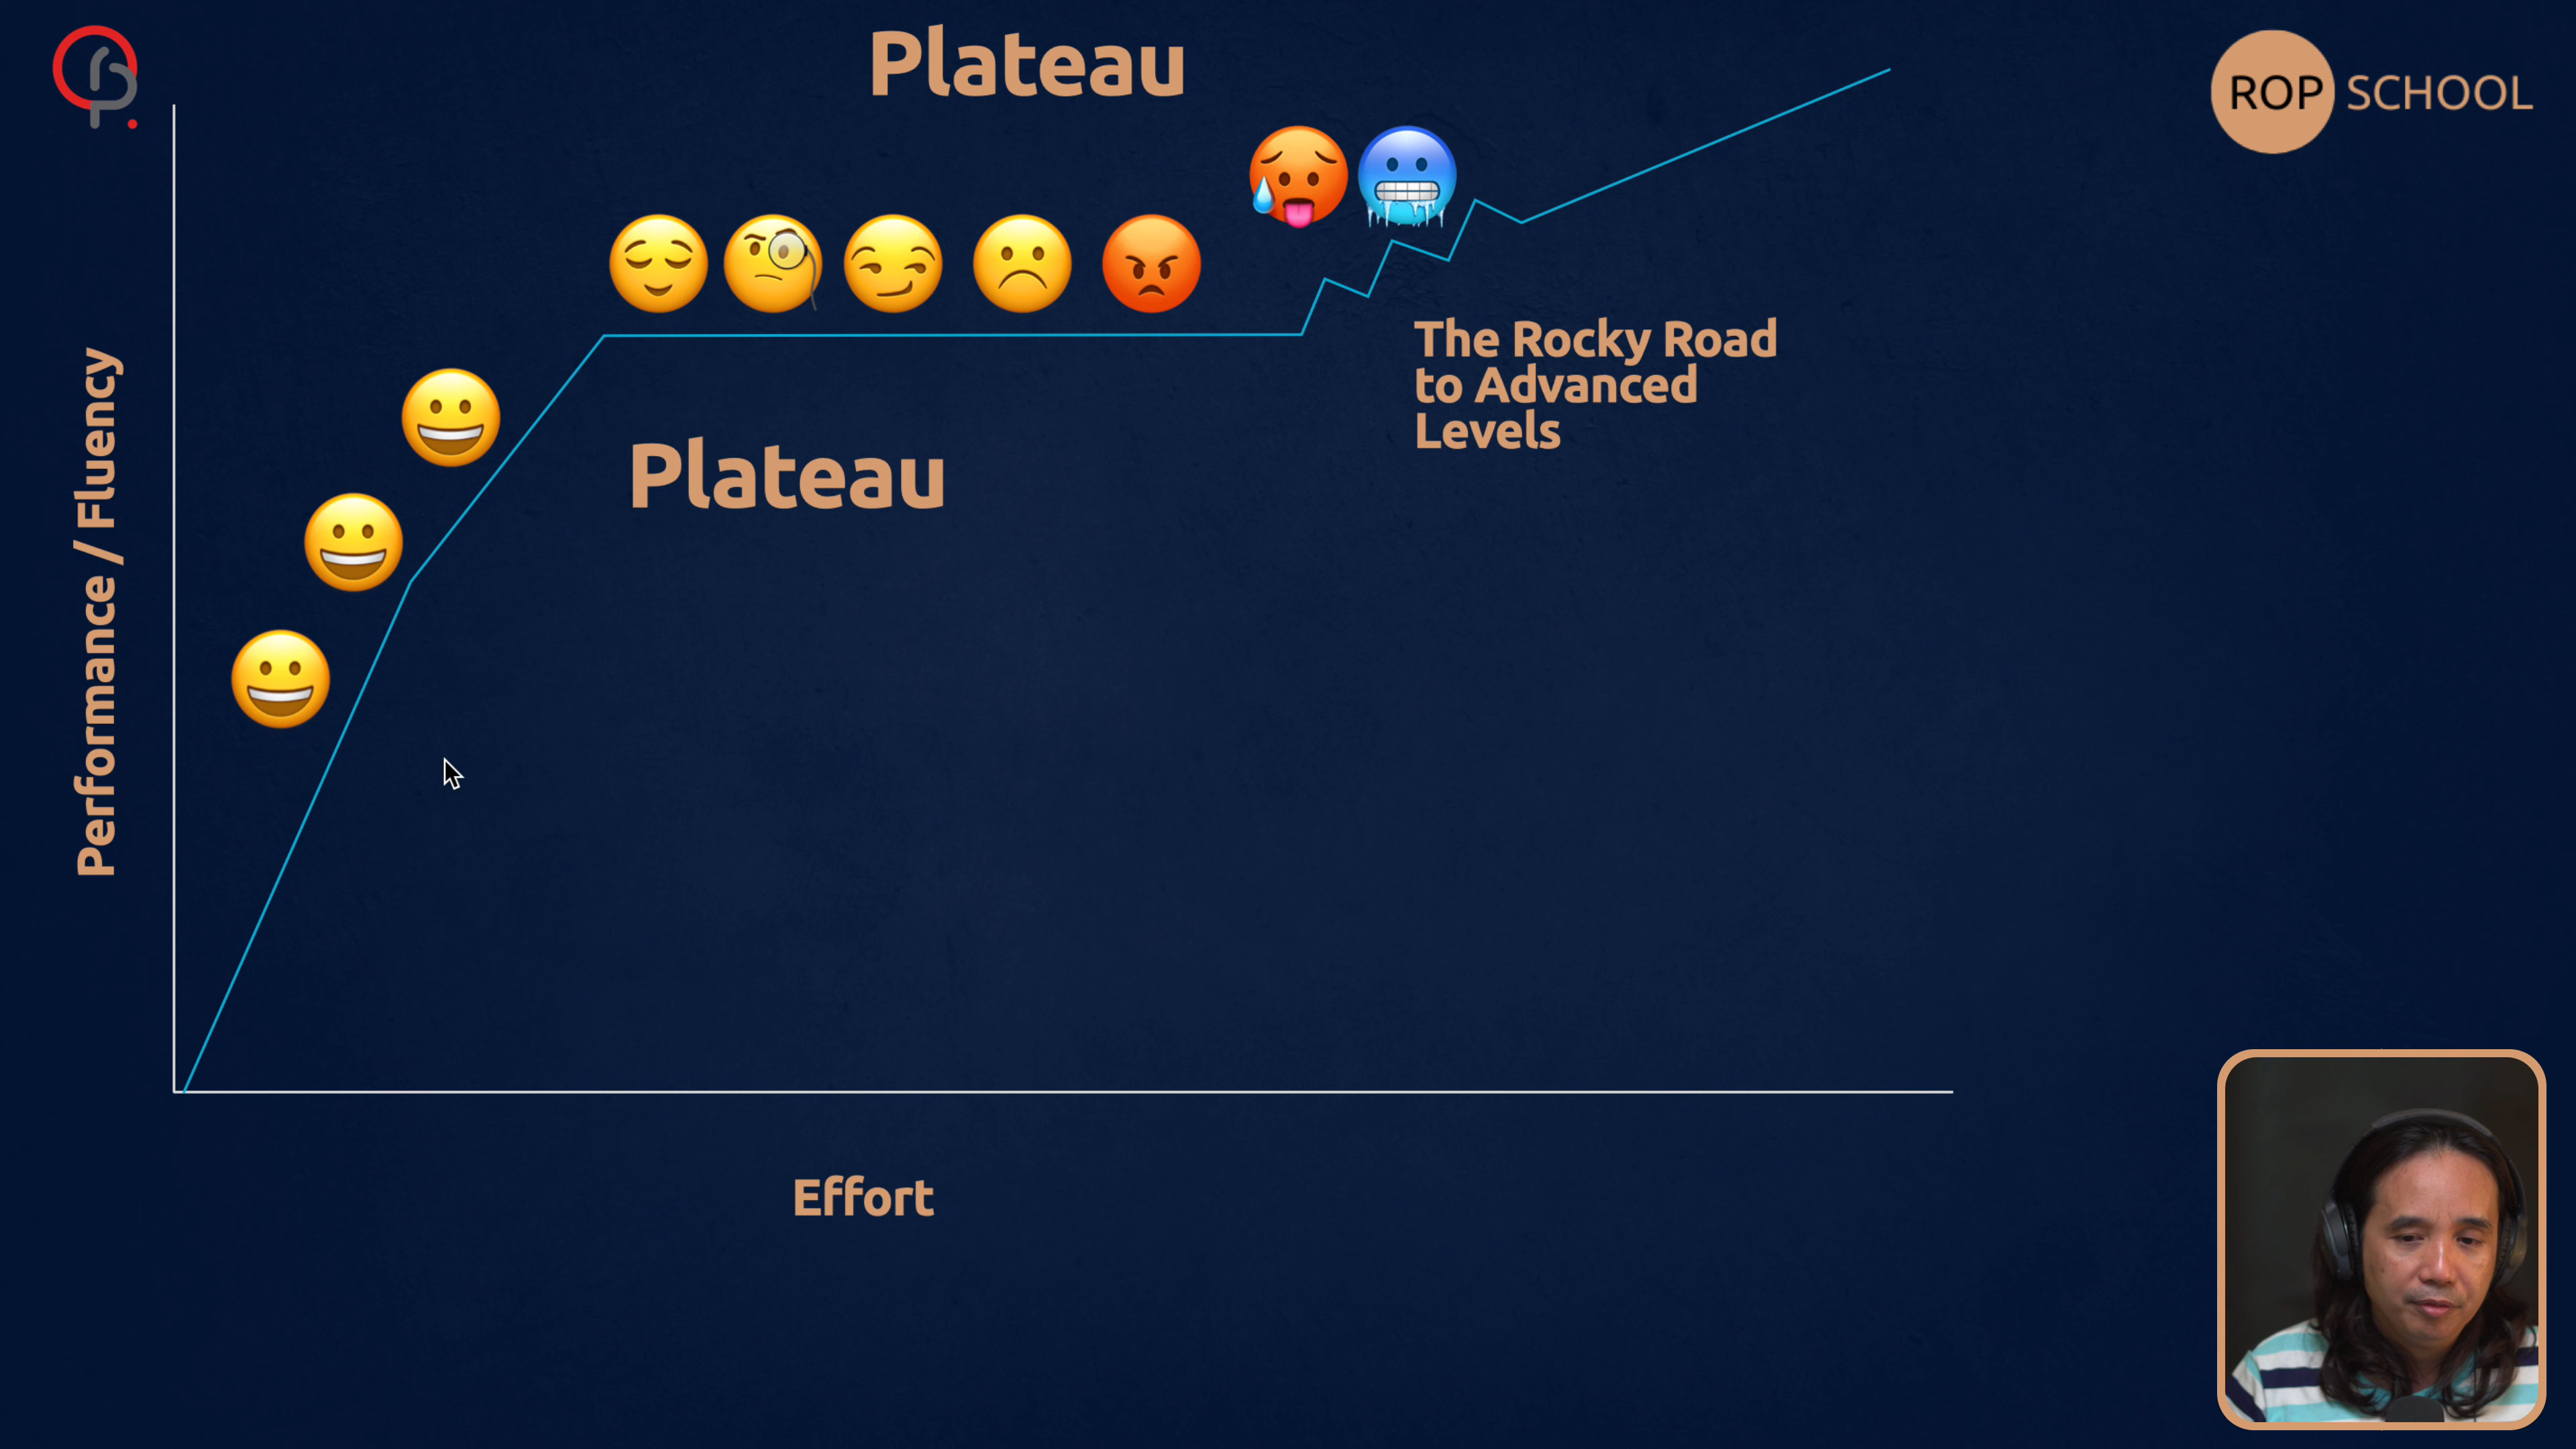 Plateau
ROP SCHOOL
Performance / Fluency
The Rocky Road
to Advanced
Levels
Plateau
Effort